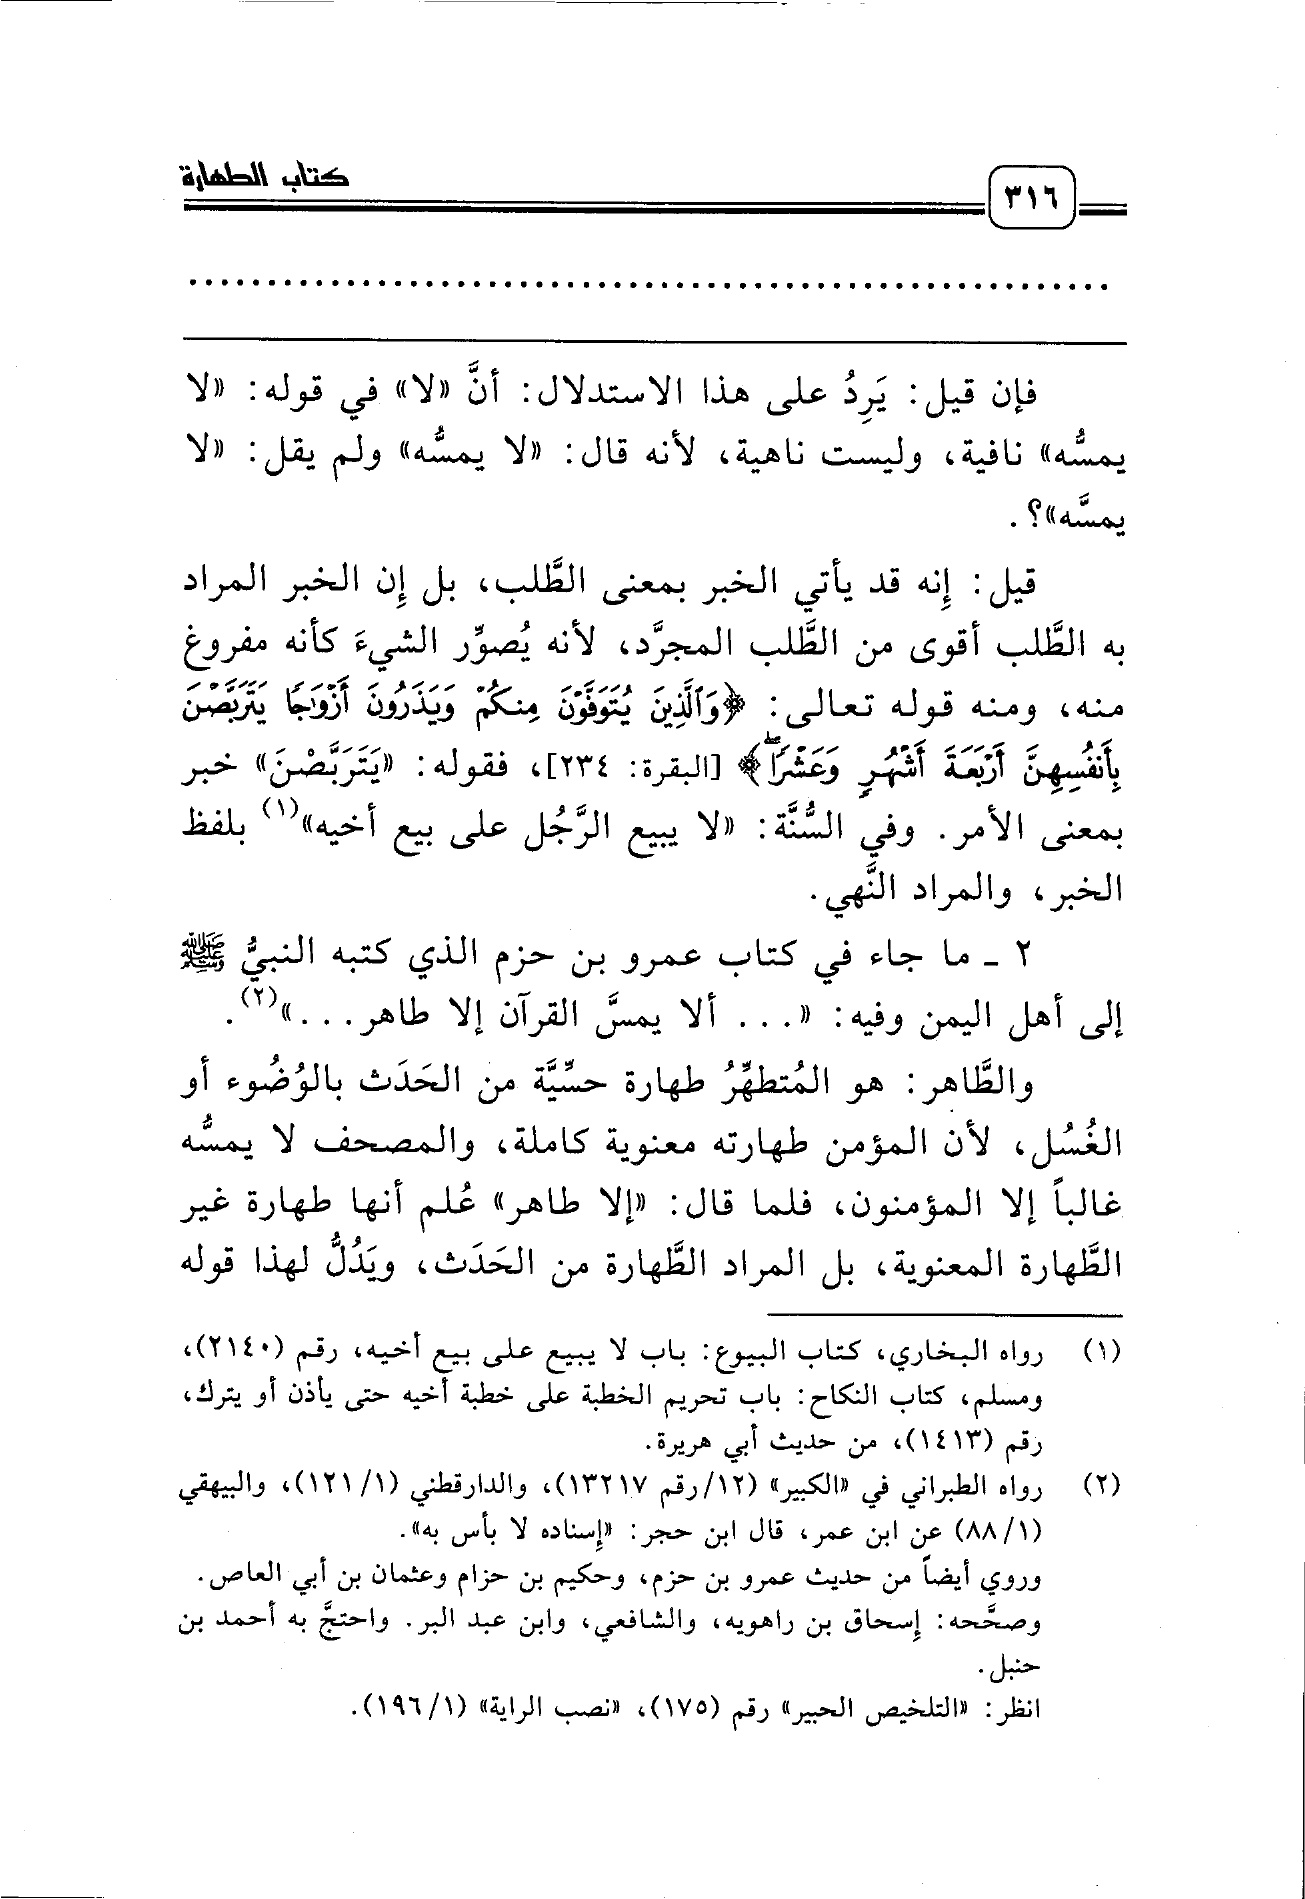 كتاب الطهارة
٣١٦
فإن قيل: يَرِدُ على هذا الاستدلال: أنَّ «لا» في قوله: «لا
يمسُّه» نافية، وليست ناهية، لأنه قال: «لا يمسُّه» ولم يقل: «لا
يمسَّه»؟.
قيل: إنه قد يأتي الخبر بمعنى الطَّلب، بل إن الخبر المراد
به الطَّلب أقوى من الطَّلب المجرَّد، لأنه يُصوِّر الشيءَ كأنه مفروغ
منه، ومنه قوله تعالى: ﴿وَٱلَّذِينَ يُتَوَفَّوْنَ مِنكُمْ وَيَذَرُونَ أَزْوَٰجًا يَتَرَبَّصْنَ
بِأَنفُسِهِنَّ أَرْبَعَةَ أَشْهُرٍ وَعَشْرًاۖ﴾ [البقرة: ٢٣٤]، فقوله: «يَتَرَبَّصْنَ» خبر
بمعنى الأمر. وفي السُّنَّة: «لا يبيع الرَّجُل على بيع أخيه»(١) بلفظ
الخبر، والمراد النَّهي.
٢ ـ ما جاء في كتاب عمرو بن حزم الذي كتبه النبيُّ ﷺ
إلى أهل اليمن وفيه: «... ألا يمسَّ القرآن إلا طاهر...»(٢).
والطَّاهر: هو المُتطهِّرُ طهارة حسِّيَّة من الحَدَث بالوُضُوء أو
الغُسُل، لأن المؤمن طهارته معنوية كاملة، والمصحف لا يمسُّه
غالباً إلا المؤمنون، فلما قال: «إلا طاهر» عُلم أنها طهارة غير
الطَّهارة المعنوية، بل المراد الطَّهارة من الحَدَث، ويَدُلُّ لهذا قوله
(١) رواه البخاري، كتاب البيوع: باب لا يبيع على بيع أخيه، رقم (٢١٤٠)،
ومسلم، كتاب النكاح: باب تحريم الخطبة على خطبة أخيه حتى يأذن أو يترك،
رقم (١٤١٣)، من حديث أبي هريرة.
(٢) رواه الطبراني في «الكبير» (١٢/رقم ١٣٢١٧)، والدارقطني (١/١٢١)، والبيهقي
(١/٨٨) عن ابن عمر، قال ابن حجر: «إسناده لا بأس به».
وروي أيضاً من حديث عمرو بن حزم، وحكيم بن حزام وعثمان بن أبي العاص.
وصحَّحه: إسحاق بن راهويه، والشافعي، وابن عبد البر. واحتجَّ به أحمد بن
حنبل.
انظر: «التلخيص الحبير» رقم (١٧٥)، «نصب الراية» (١/١٩٦).